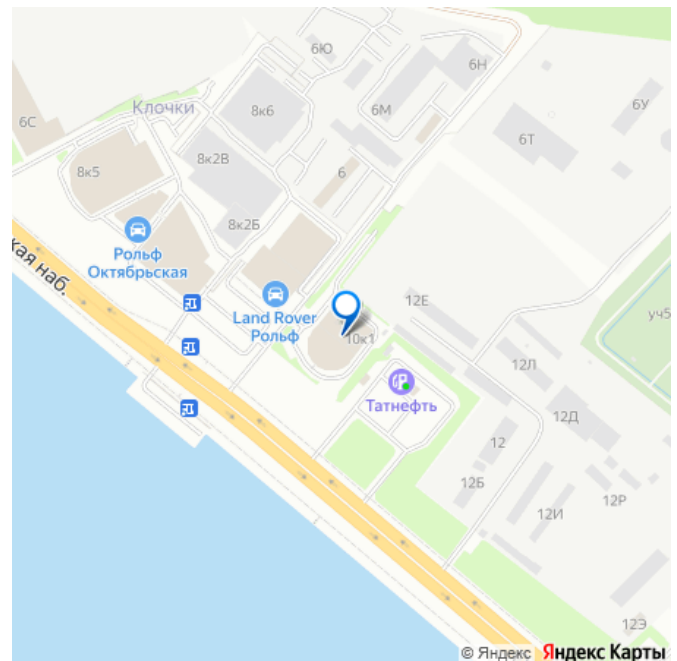 6Ю
6Н
6С
Клочки
8к6
6М
6У
6Т
8к5
8к2В
6
8к2Б
Рольф
Октябрьская
кая наб.
Land Rover
Рольф
12Е
10к1
уч5
12Л
Татнефть
12Д
12
12Б
12Р
12И
12Э
© Яндекс Яндекс Карты